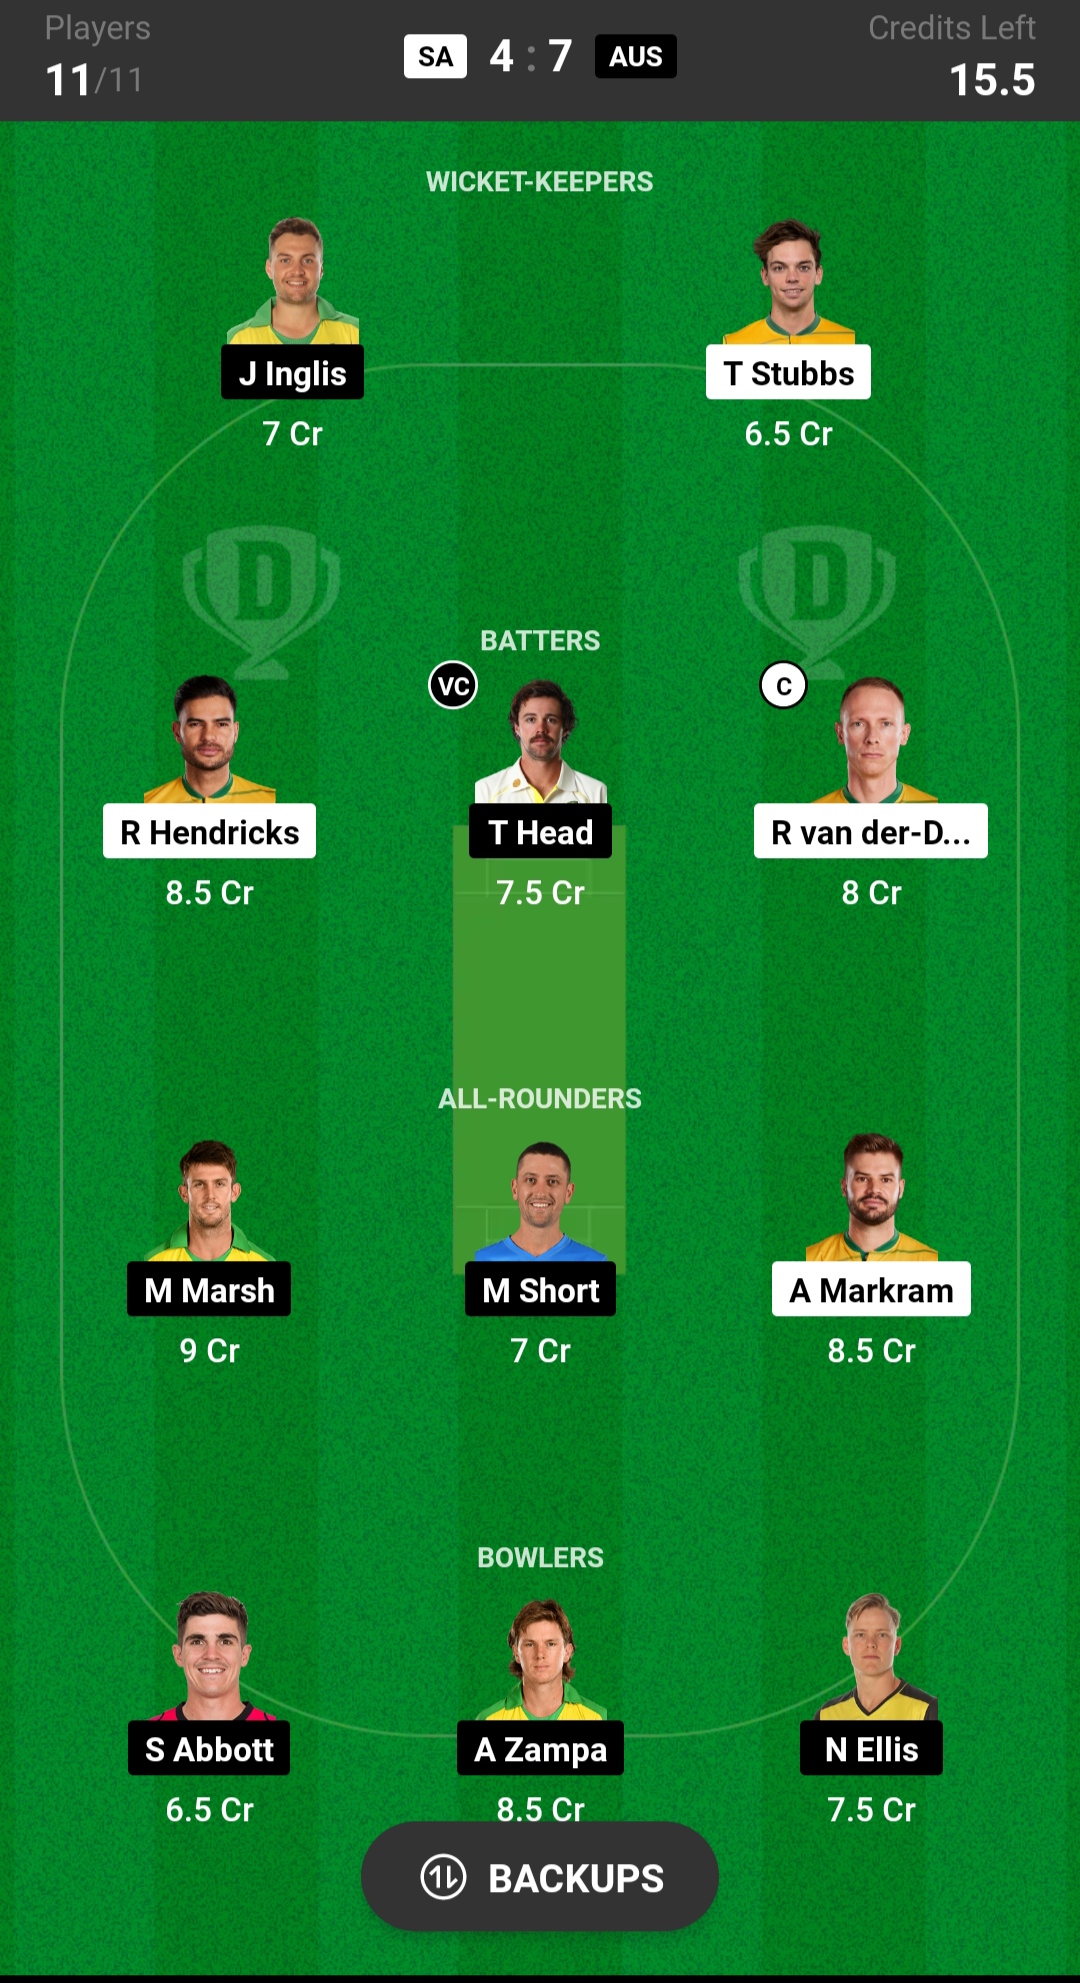 Players
11/11
SA 4 : 7 AUS
Credits Left
15.5
WICKET-KEEPERS
J Inglis
7 Cr
T Stubbs
6.5 Cr
D
D
BATTERS
R Hendricks
8.5 Cr
VC
T Head
7.5 Cr
C
R van der-D...
8 Cr
ALL-ROUNDERS
M Marsh
9 Cr
M Short
7 Cr
A Markram
8.5 Cr
BOWLERS
S Abbott
6.5 Cr
A Zampa
8.5 Cr
N Ellis
7.5 Cr
BACKUPS